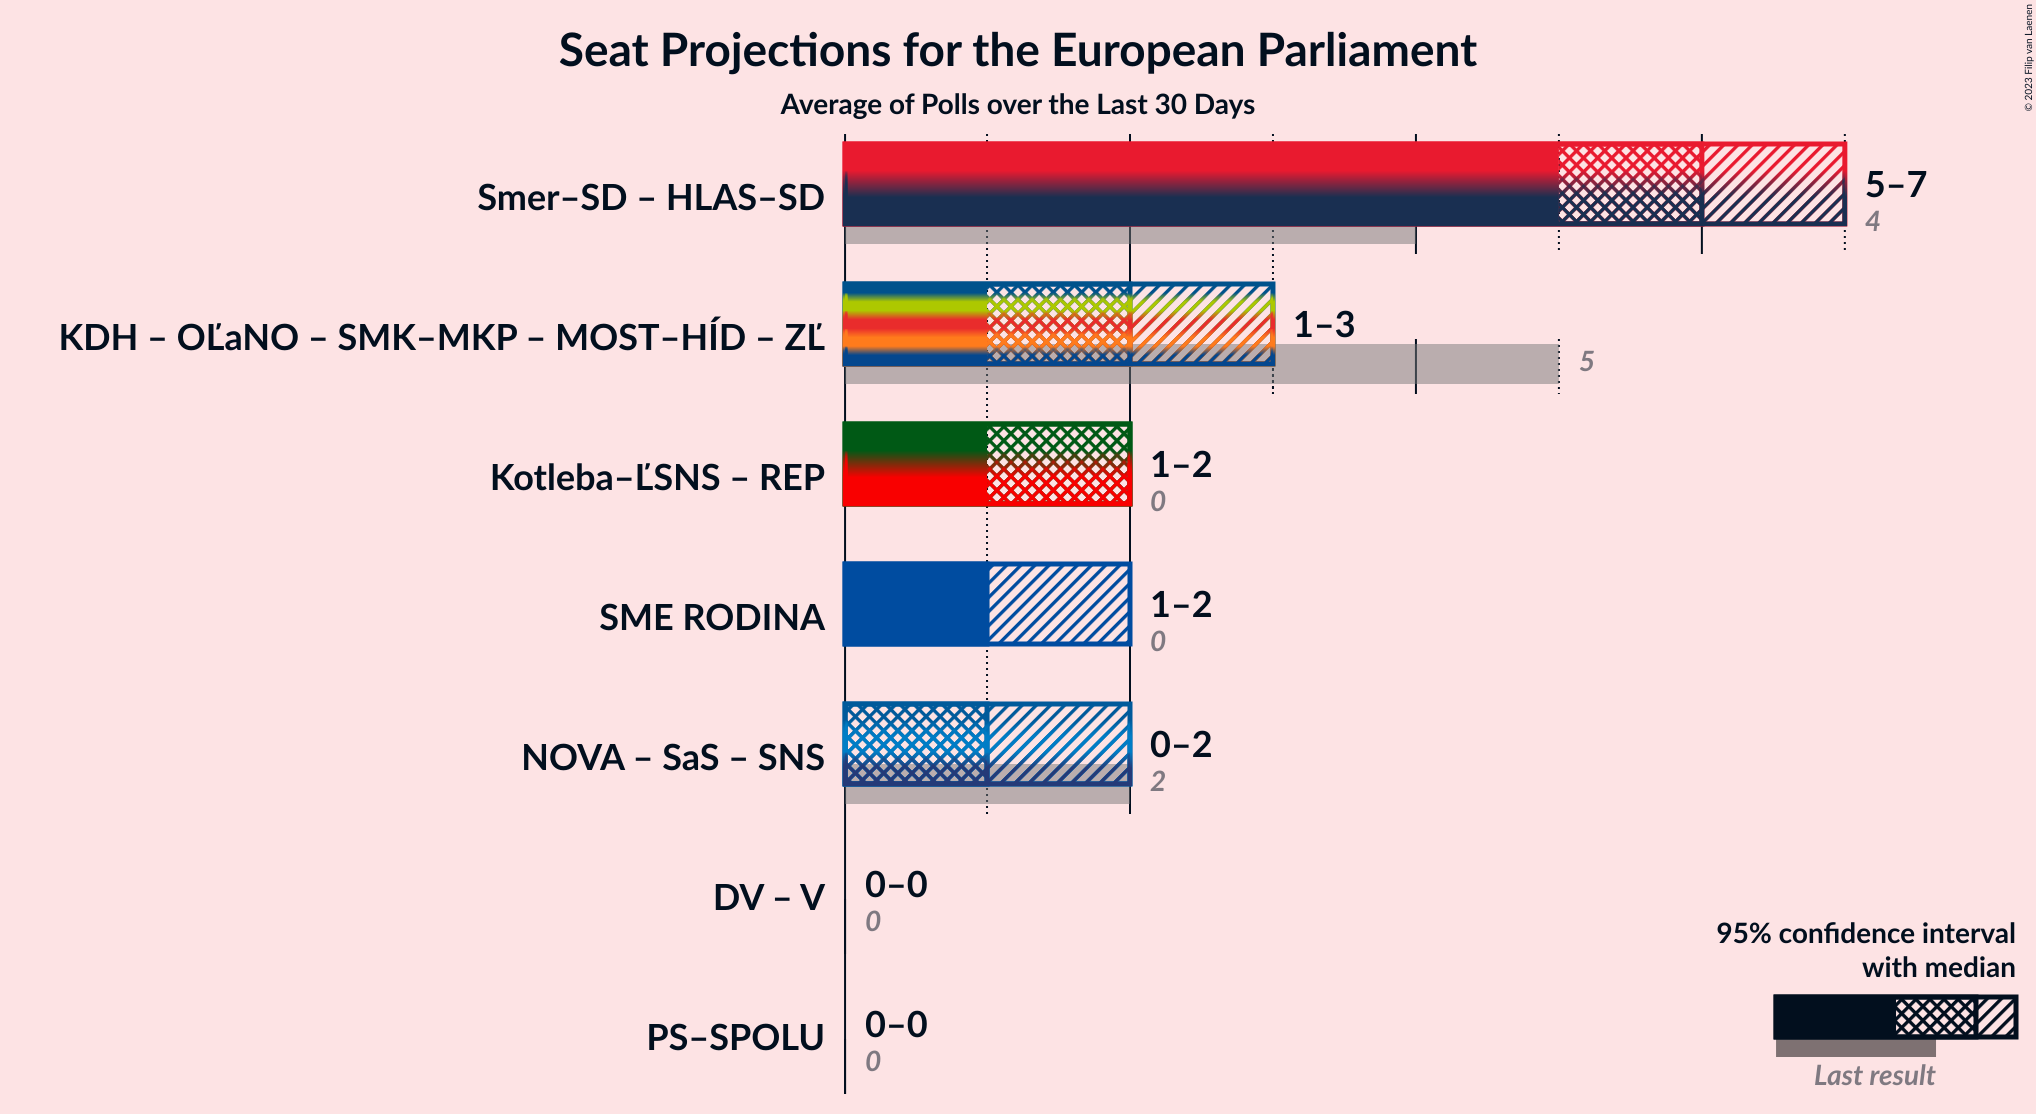 Seat Projections for the European Parliament
Average of Polls over the Last 30 Days
© 2023 Filip van Laenen
Smer–SD – HLAS–SD
5–7
4
KDH – OĽaNO – SMK–MKP – MOST–HÍD – ZĽ
1–3
5
Kotleba–ĽSNS – REP
1–2
0
SME RODINA
1–2
0
NOVA – SaS – SNS
0–2
2
DV – V
0–0
0
PS–SPOLU
0–0
0
95% confidence interval
with median
Last result